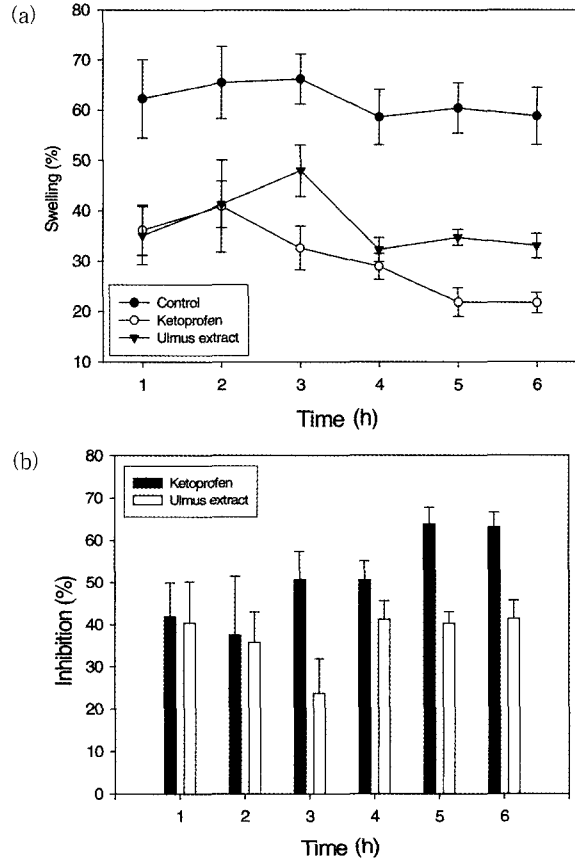 (a)
80
70
60
50
40
30
20
10
Swelling (%)
Control
Ketoprofen
Ulmus extract
1 2 3 4 5 6
Time (h)
(b)
80
70
60
50
40
30
20
10
0
Inhibition (%)
Ketoprofen
Ulmus extract
1 2 3 4 5 6
Time (h)